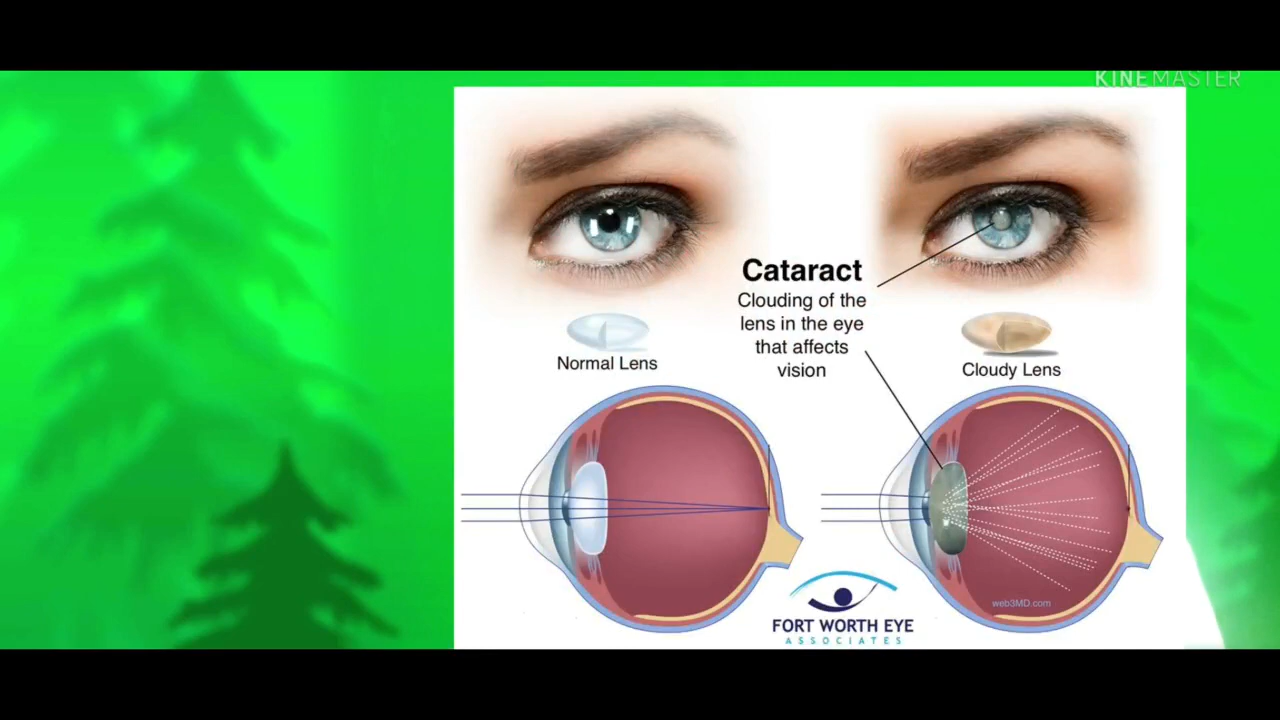 KINEMASTER
Cataract
Clouding of the
lens in the eye
that affects
vision
Normal Lens
Cloudy Lens
web3MD.com
FORT WORTH EYE
ASSOCIATES